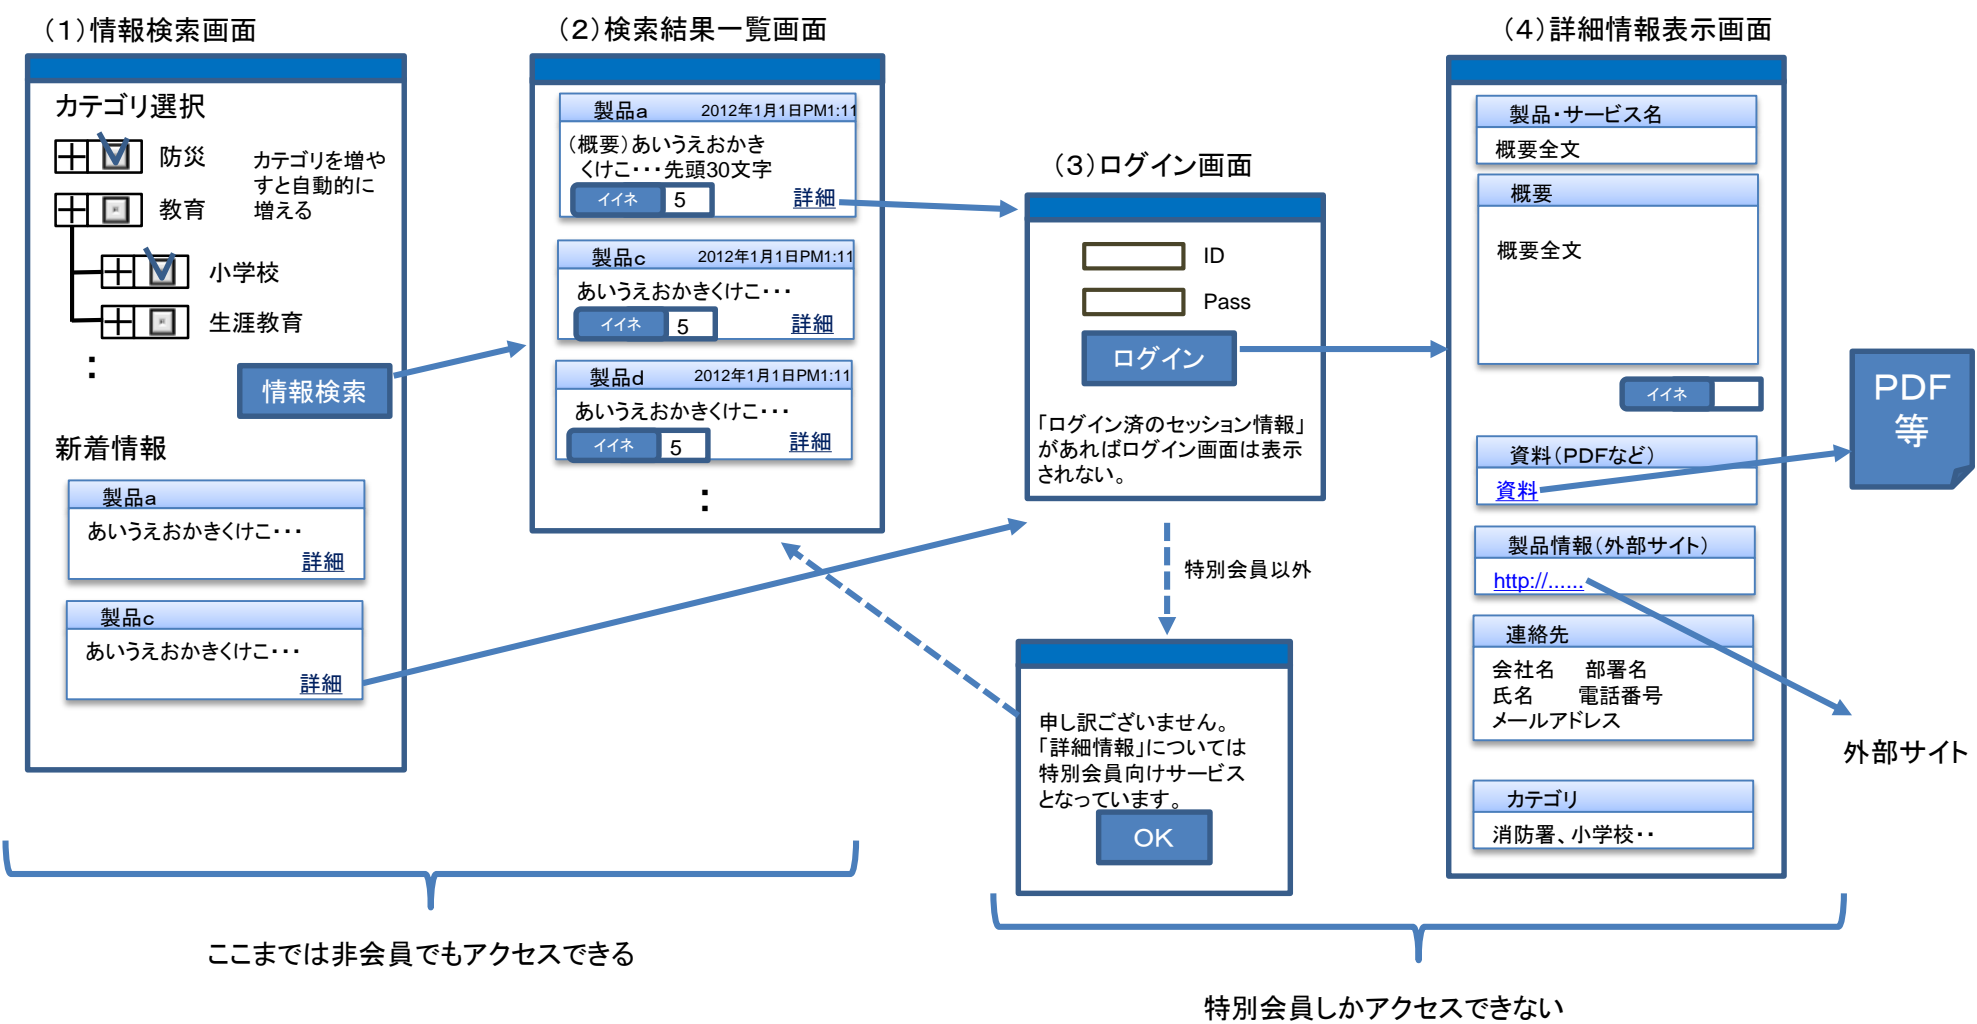 （１）情報検索画面
カテゴリ選択
防災
教育
カテゴリを増や
すと自動的に
増える
小学校
生涯教育
：
情報検索
新着情報
製品a
あいうえおかきくけこ・・・
詳細
製品c
あいうえおかきくけこ・・・
詳細
（２）検索結果一覧画面
製品a 2012年1月1日PM1:11
（概要）あいうえおかき
くけこ・・・先頭30文字
イイネ 5 詳細
製品c 2012年1月1日PM1:11
あいうえおかきくけこ・・・
イイネ 5 詳細
製品d 2012年1月1日PM1:11
あいうえおかきくけこ・・・
イイネ 5 詳細
：
（３）ログイン画面
ID
Pass
ログイン
「ログイン済のセッション情報」
があればログイン画面は表示
されない。
特別会員以外
申し訳ございません。
「詳細情報」については
特別会員向けサービス
となっています。
OK
（４）詳細情報表示画面
製品・サービス名
概要全文
概要
概要全文
イイネ
資料（PDFなど）
資料
製品情報（外部サイト）
http://......
連絡先
会社名 部署名
氏名 電話番号
メールアドレス
カテゴリ
消防署、小学校・・
PDF
等
外部サイト
ここまでは非会員でもアクセスできる
特別会員しかアクセスできない